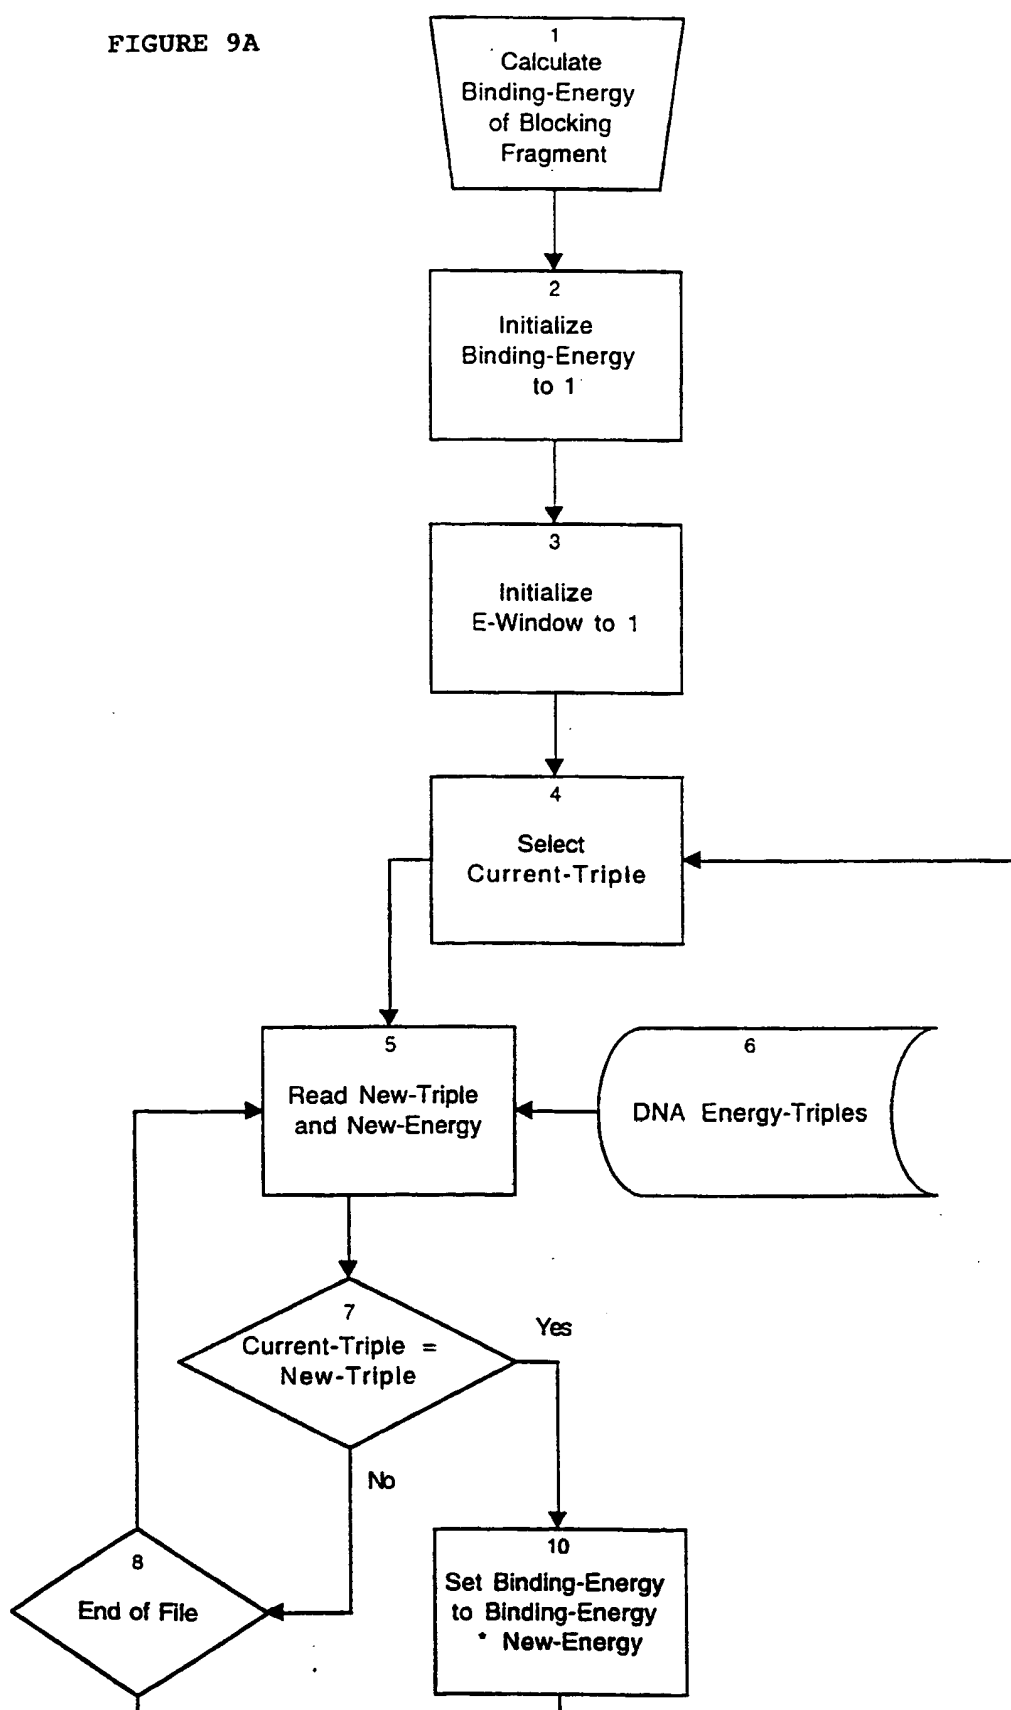 FIGURE 9A
1
Calculate
Binding-Energy
of Blocking
Fragment
2
Initialize
Binding-Energy
to 1
3
Initialize
E-Window to 1
4
Select
Current-Triple
5
Read New-Triple
and New-Energy
6
DNA Energy-Triples
7
Current-Triple =
New-Triple
Yes
No
8
End of File
10
Set Binding-Energy
to Binding-Energy
* New-Energy